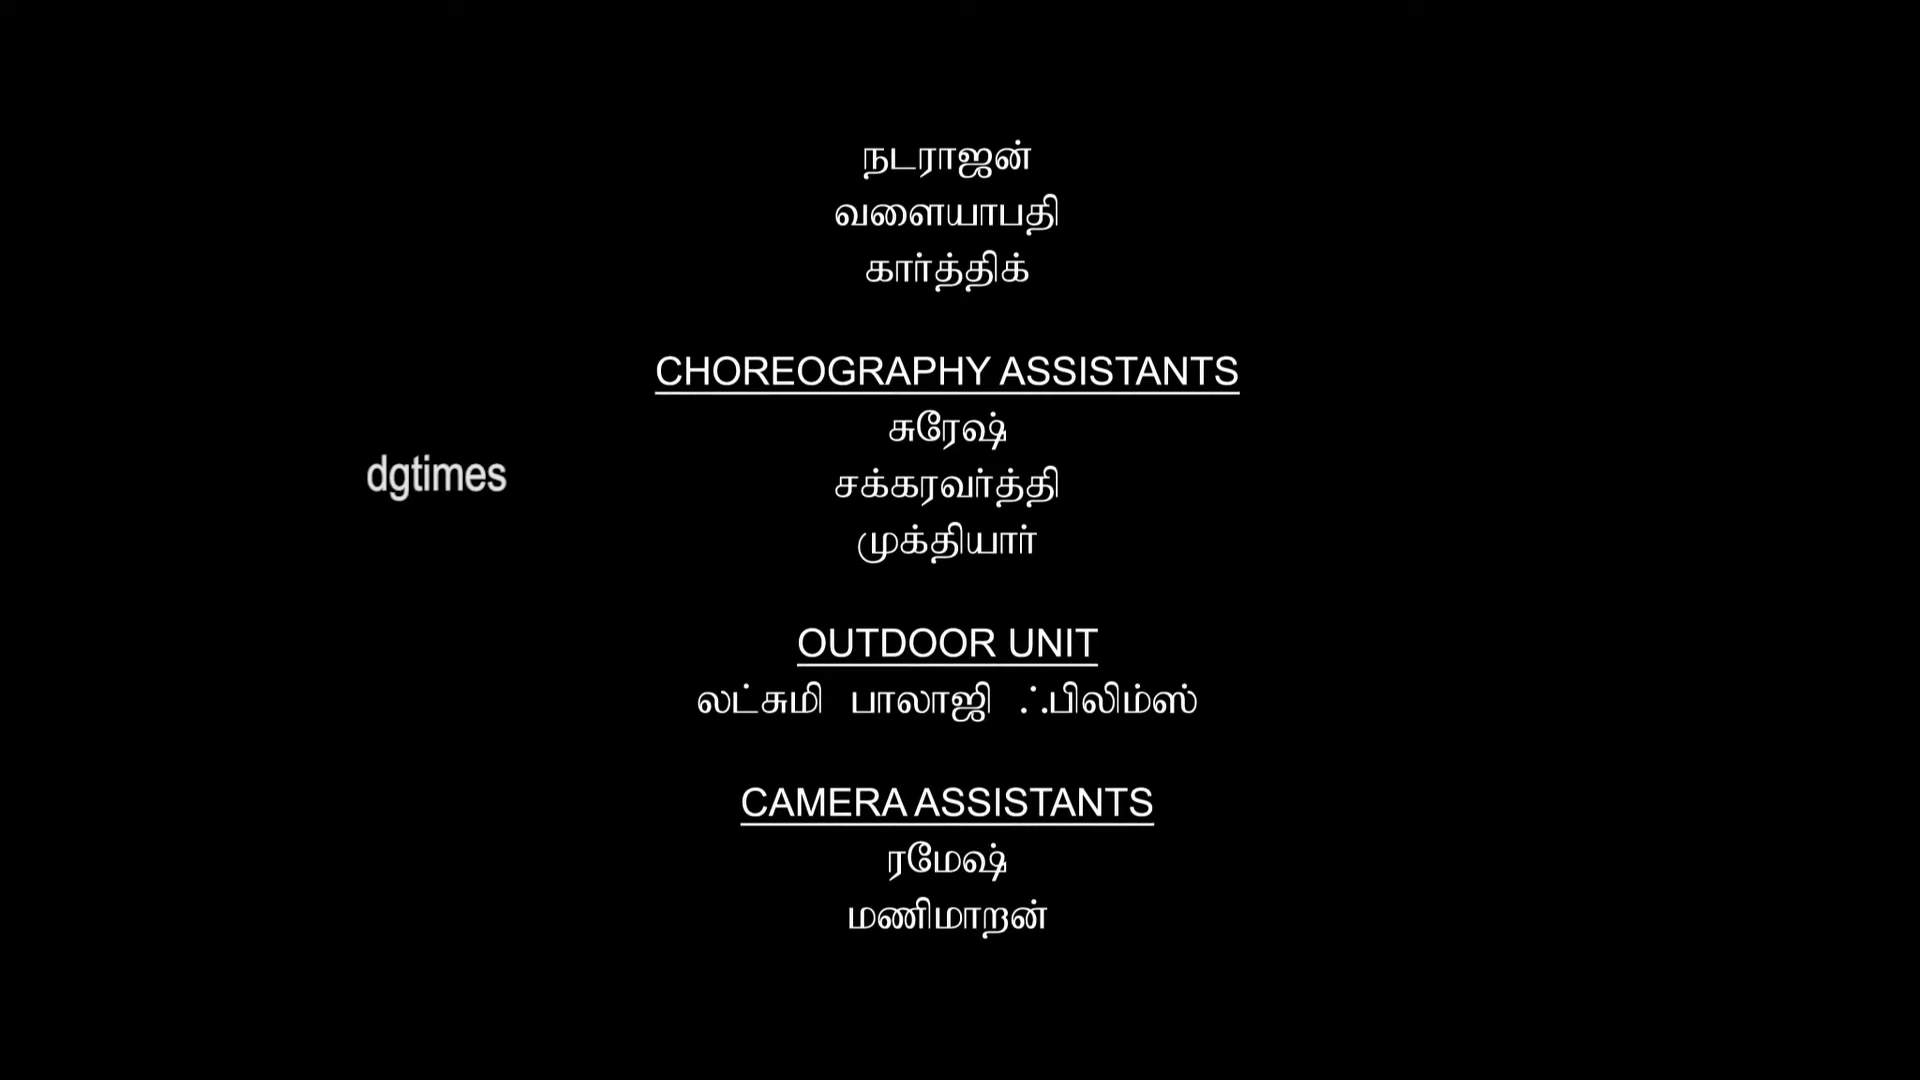 நடராஜன்
வளையாபதி
கார்த்திக்
CHOREOGRAPHY ASSISTANTS
சுரேஷ்
dgtimes
சக்கரவர்த்தி
முக்தியார்
OUTDOOR UNIT
லட்சுமி பாலாஜி ஃபிலிம்ஸ்
CAMERA ASSISTANTS
ரமேஷ்
மணிமாறன்